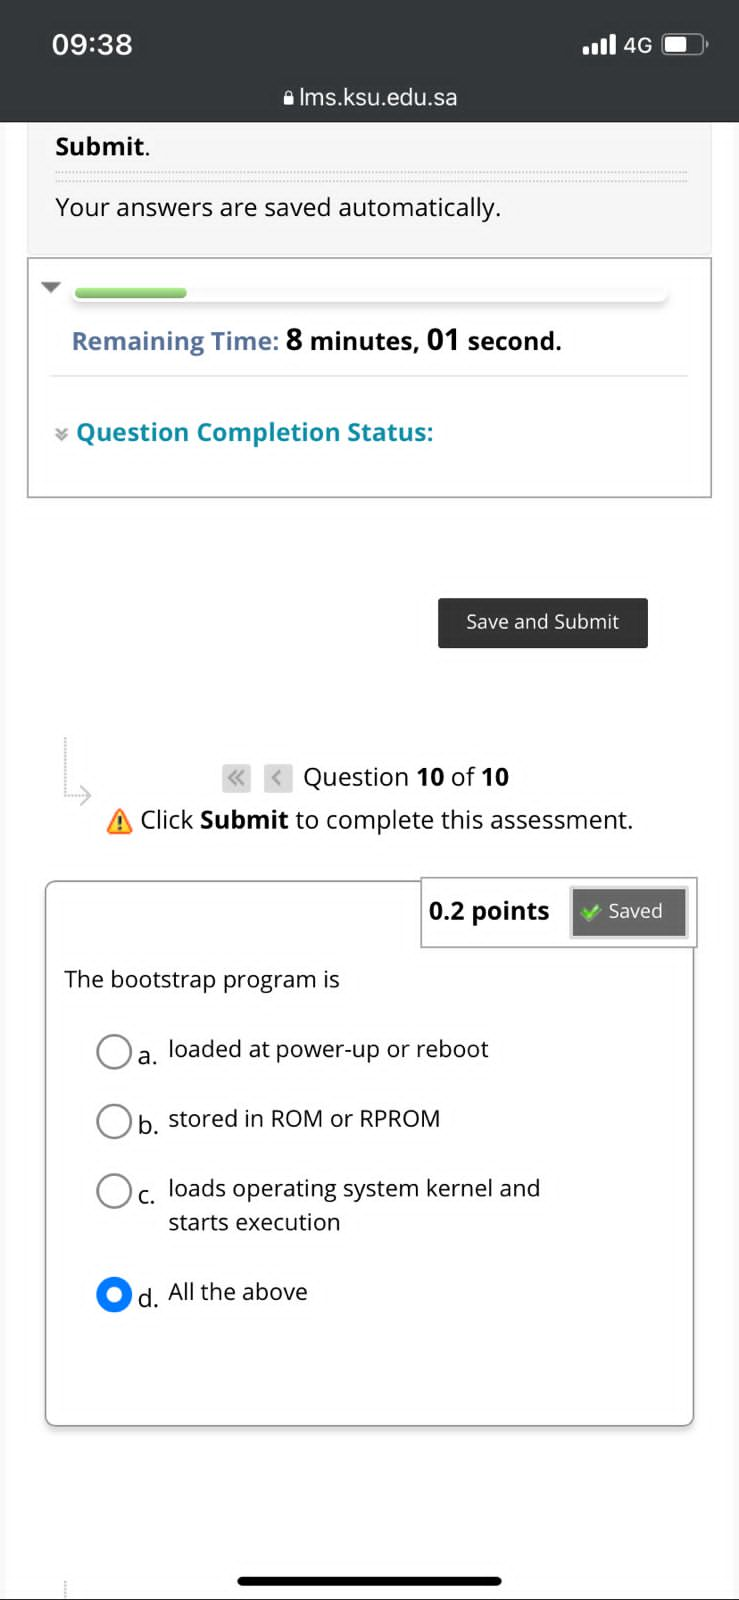 09:38
4G
lms.ksu.edu.sa
Submit.
Your answers are saved automatically.
Remaining Time: 8 minutes, 01 second.
Question Completion Status:
Save and Submit
Question 10 of 10
Click Submit to complete this assessment.
0.2 points
Saved
The bootstrap program is
a. loaded at power-up or reboot
b. stored in ROM or RPROM
c. loads operating system kernel and
starts execution
d. All the above